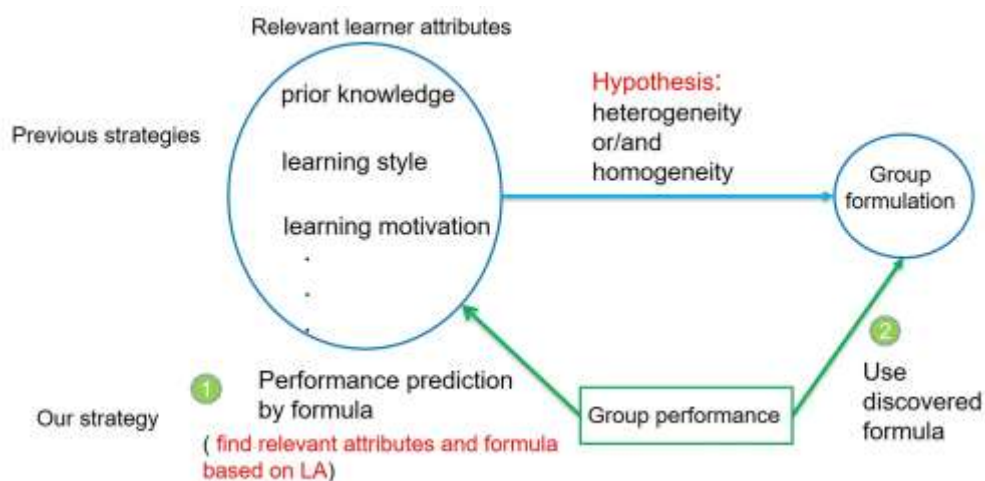 Relevant learner attributes
prior knowledge
Previous strategies
learning style
learning motivation
.
.
.
Hypothesis:
heterogeneity
or/and
homogeneity
Group
formulation
1
Performance prediction
by formula
( find relevant attributes and formula
based on LA)
Our strategy
Group performance
2
Use
discovered
formula